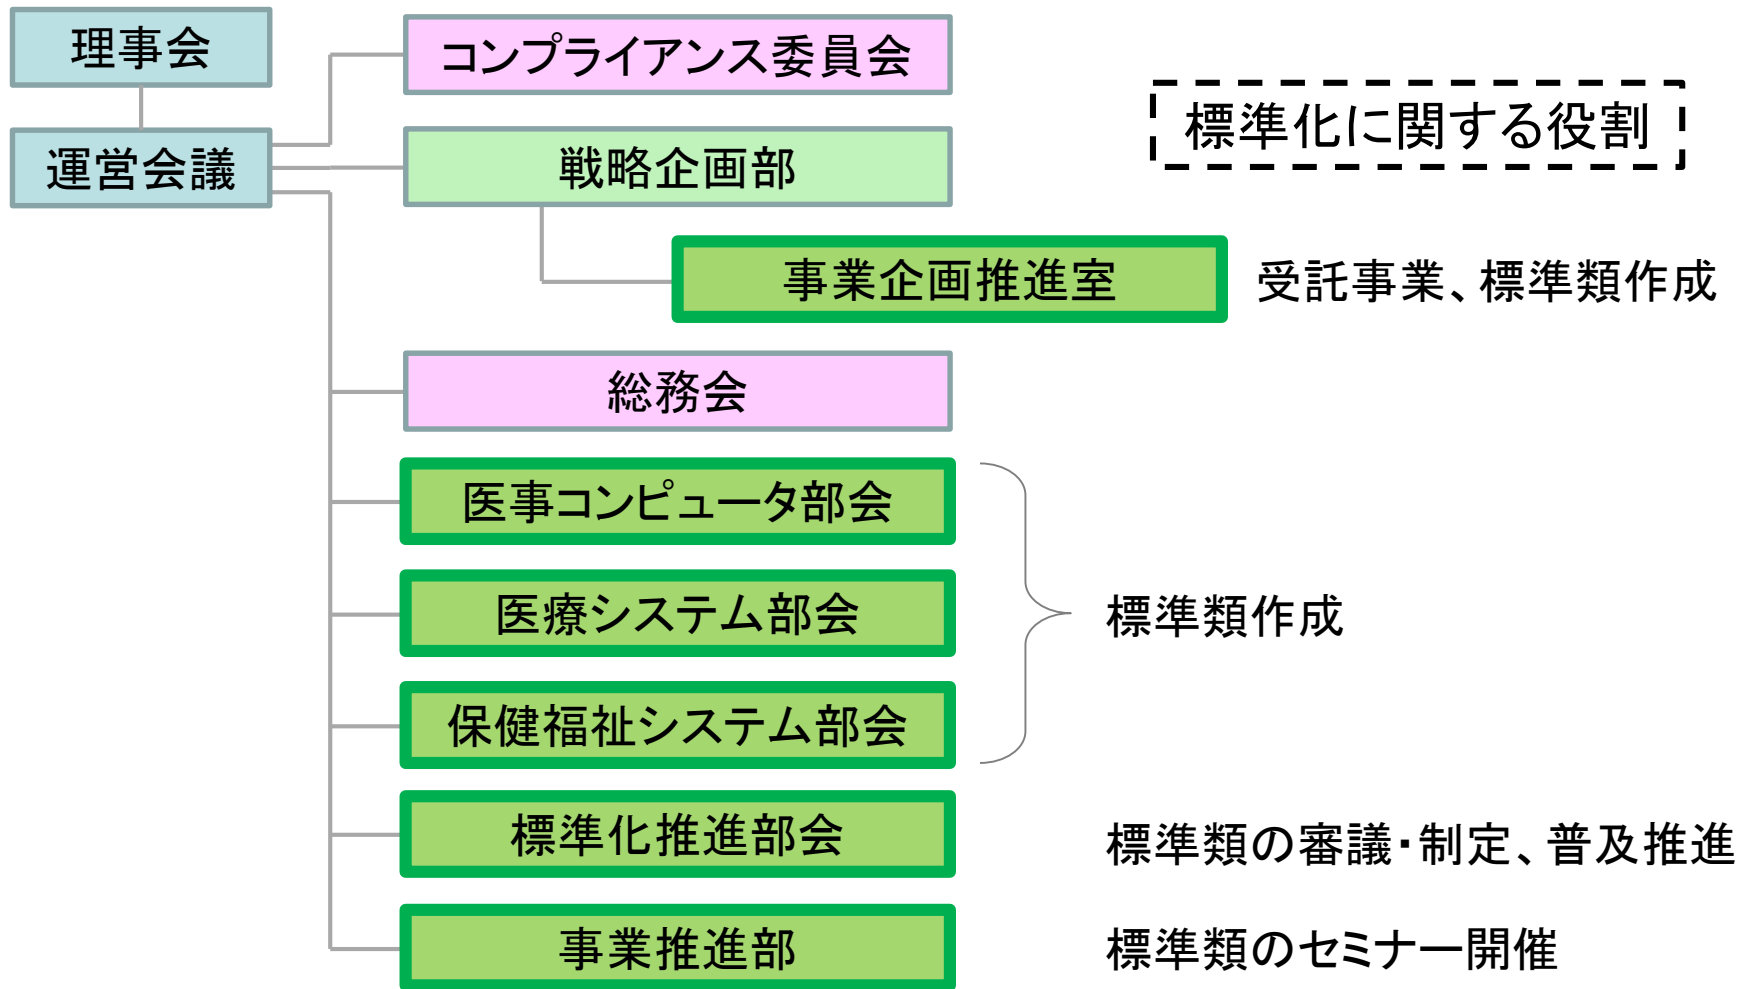 理事会
コンプライアンス委員会
標準化に関する役割
運営会議
戦略企画部
事業企画推進室
受託事業、標準類作成
総務会
医事コンピュータ部会
医療システム部会
標準類作成
保健福祉システム部会
標準化推進部会
標準類の審議・制定、普及推進
事業推進部
標準類のセミナー開催